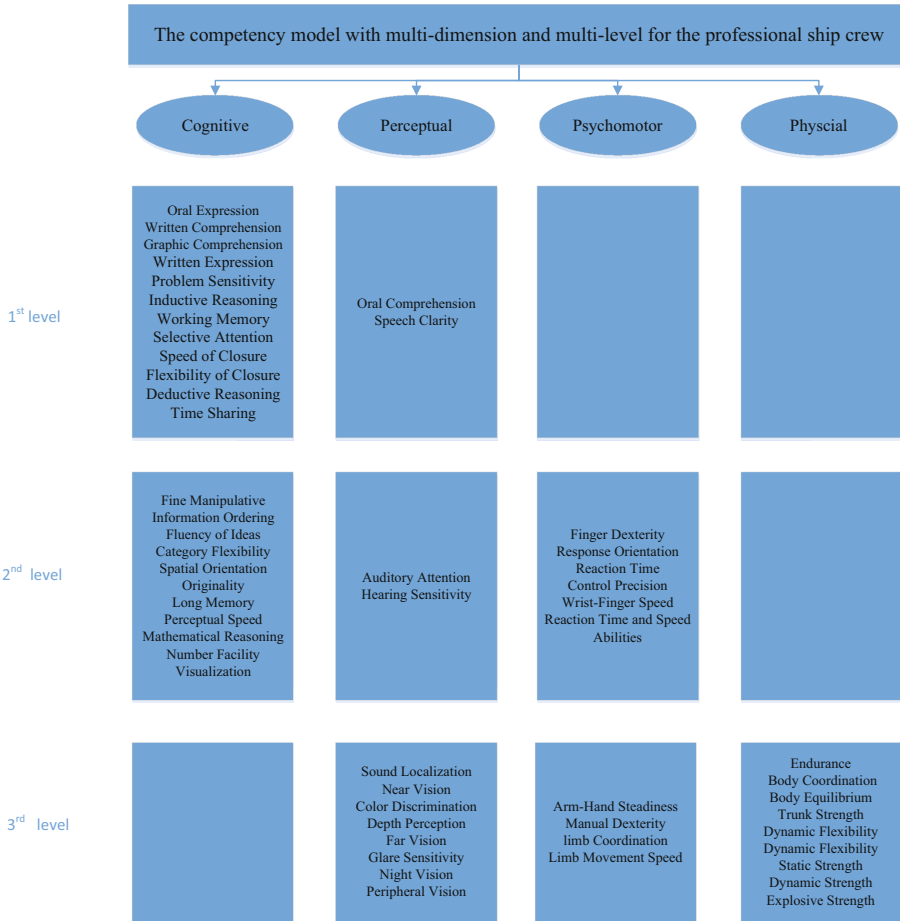 The competency model with multi-dimension and multi-level for the professional ship crew
Cognitive
Perceptual
Psychomotor
Physcial
1st level
Oral Expression
Written Comprehension
Graphic Comprehension
Written Expression
Problem Sensitivity
Inductive Reasoning
Working Memory
Selective Attention
Speed of Closure
Flexibility of Closure
Deductive Reasoning
Time Sharing
Oral Comprehension
Speech Clarity
2nd level
Fine Manipulative
Information Ordering
Fluency of Ideas
Category Flexibility
Spatial Orientation
Originality
Long Memory
Perceptual Speed
Mathematical Reasoning
Number Facility
Visualization
Auditory Attention
Hearing Sensitivity
Finger Dexterity
Response Orientation
Reaction Time
Control Precision
Wrist-Finger Speed
Reaction Time and Speed
Abilities
3rd level
Sound Localization
Near Vision
Color Discrimination
Depth Perception
Far Vision
Glare Sensitivity
Night Vision
Peripheral Vision
Arm-Hand Steadiness
Manual Dexterity
limb Coordination
Limb Movement Speed
Endurance
Body Coordination
Body Equilibrium
Trunk Strength
Dynamic Flexibility
Dynamic Flexibility
Static Strength
Dynamic Strength
Explosive Strength